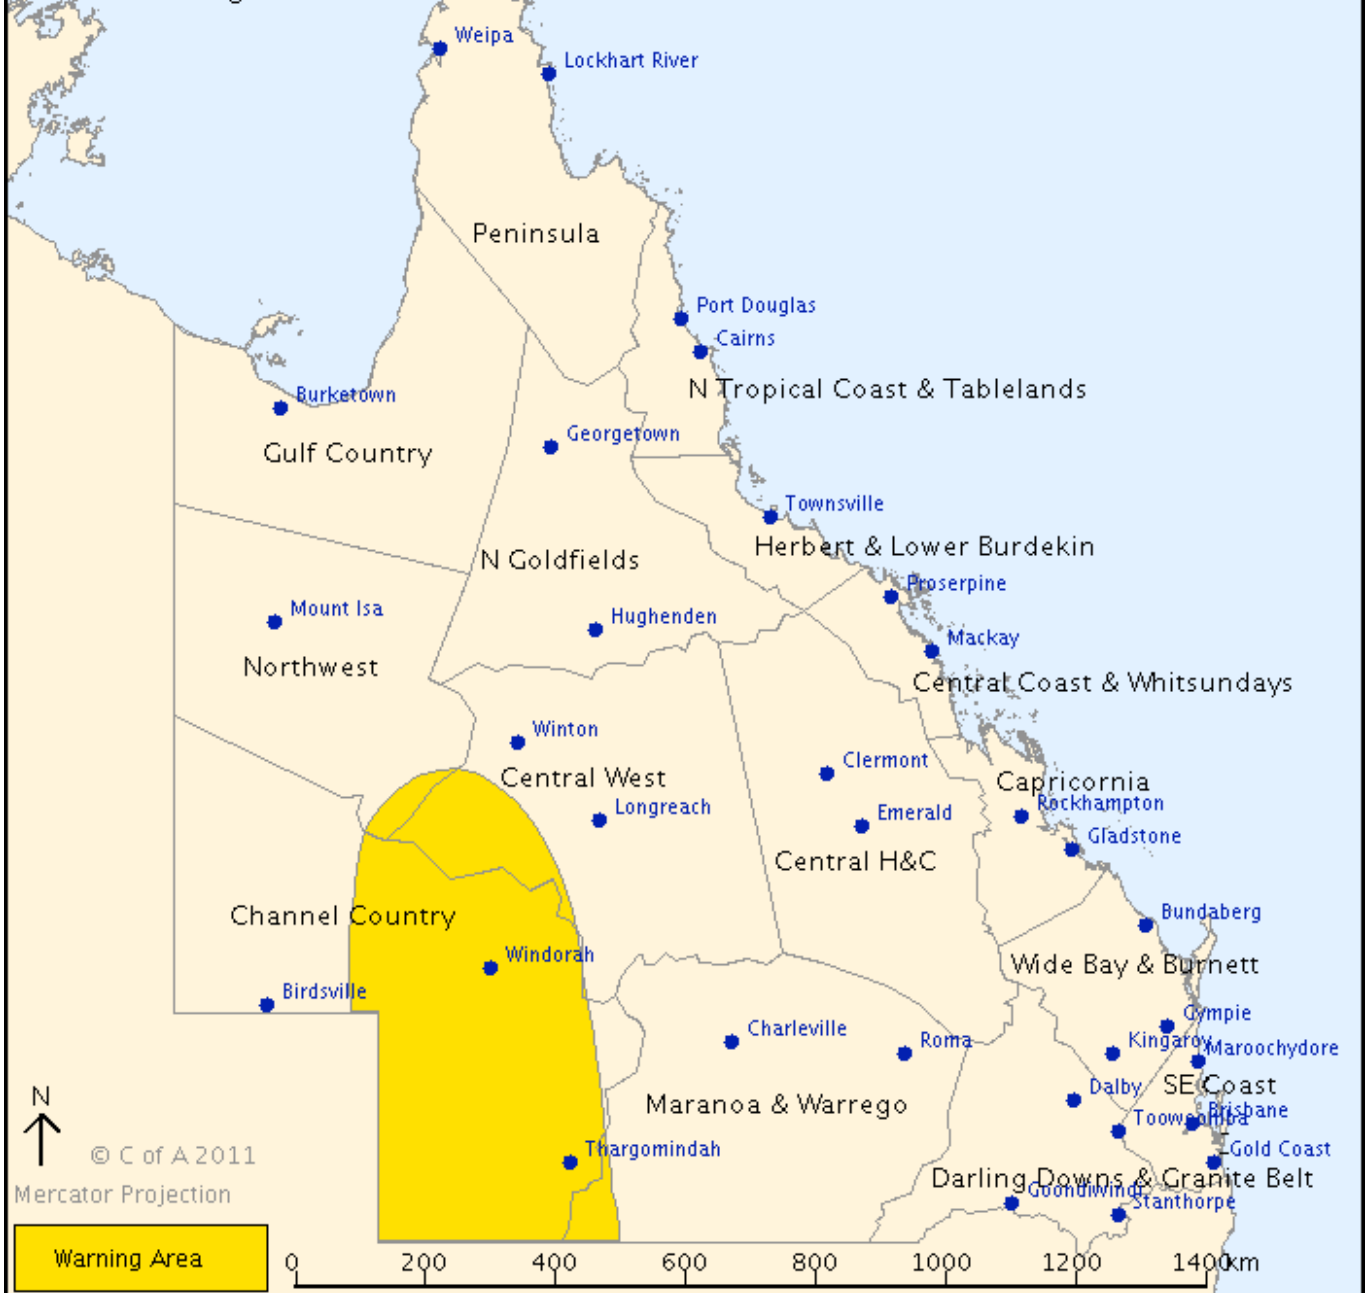 Weipa
Lockhart River
Peninsula
Port Douglas
Cairns
N Tropical Coast & Tablelands
Burketown
Georgetown
Gulf Country
Townsville
Herbert & Lower Burdekin
N Goldfields
Proserpine
Mount Isa
Hughenden
Mackay
Northwest
Central Coast & Whitsundays
Winton
Clermont
Central West
Capricornia
Longreach
Rockhampton
Emerald
Gladstone
Central H&C
Channel Country
Bundaberg
Windorah
Wide Bay & Burnett
Birdsville
Gympie
Charleville
Roma
Kingaroy
Maroochydore
SE Coast
Dalby
N
Maranoa & Warrego
Brisbane
Toowoomba
Thargomindah
Gold Coast
© C of A 2011
Darling Downs & Granite Belt
Mercator Projection
Goondiwindi
Stanthorpe
Warning Area
0 200 400 600 800 1000 1200 1400km